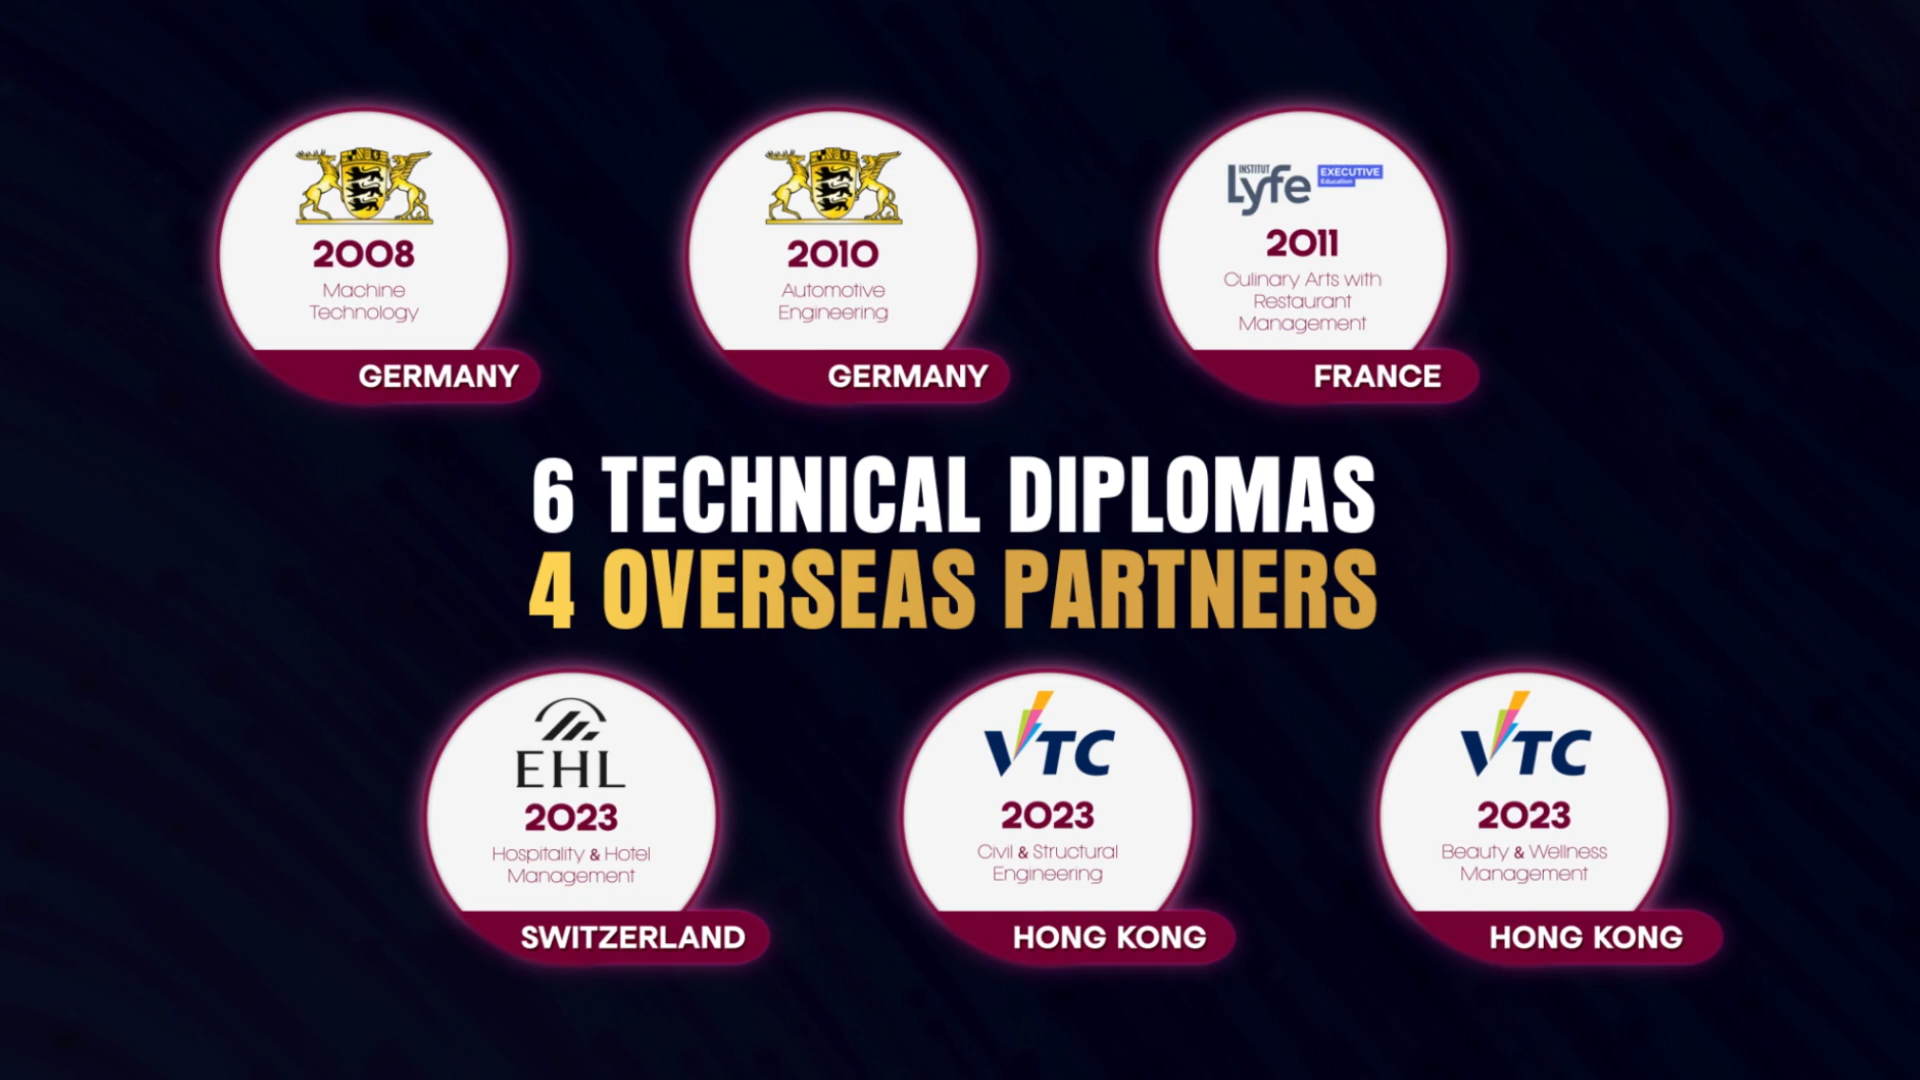 2008
Machine
Technology
GERMANY
2010
Automotive
Engineering
GERMANY
INSTITUT
Lyfe
EXECUTIVE
Education
2011
Culinary Arts with
Restaurant
Management
FRANCE
6 TECHNICAL DIPLOMAS
4 OVERSEAS PARTNERS
EHL
2023
Hospitality & Hotel
Management
SWITZERLAND
VTC
2023
Civil & Structural
Engineering
HONG KONG
VTC
2023
Beauty & Wellness
Management
HONG KONG